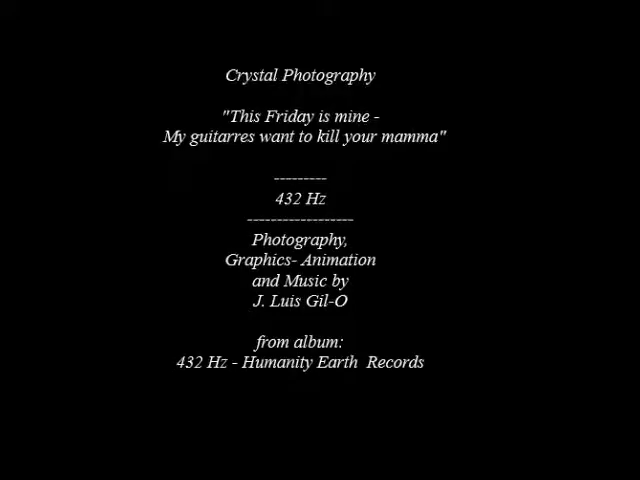 Crystal Photography
"This Friday is mine -
My guitarres want to kill your mamma"
---------
432 Hz
------------------
Photography,
Graphics- Animation
and Music by
J. Luis Gil-O
from album:
432 Hz - Humanity Earth  Records